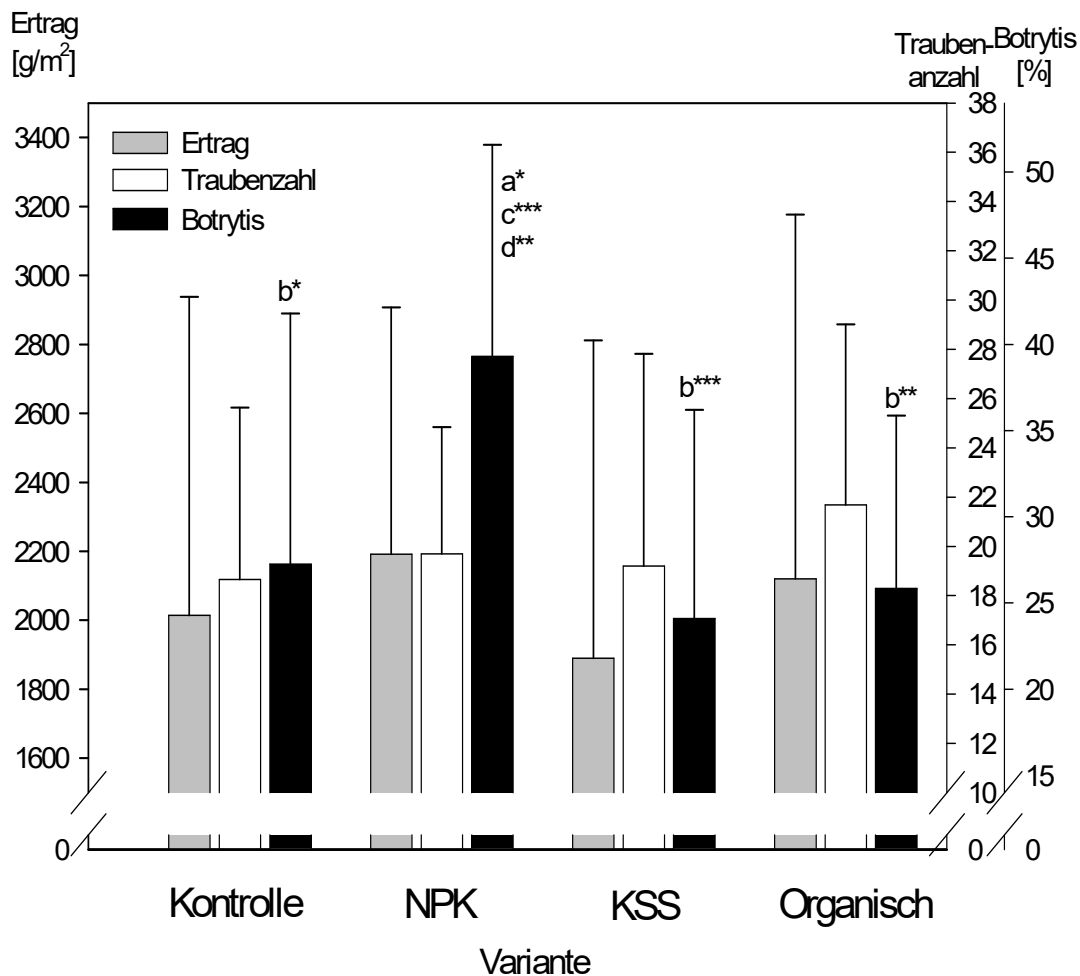 Ertrag
[g/m²]
Trauben-
anzahl
Botrytis
[%]
Ertrag
Traubenzahl
Botrytis
3400
3200
3000
2800
2600
2400
2200
2000
1800
1600
0
b*
a*
c***
d**
b***
b**
38
36
34
32
30
28
26
24
22
20
18
16
14
12
10
0
50
45
40
35
30
25
20
15
0
Kontrolle NPK KSS Organisch
Variante